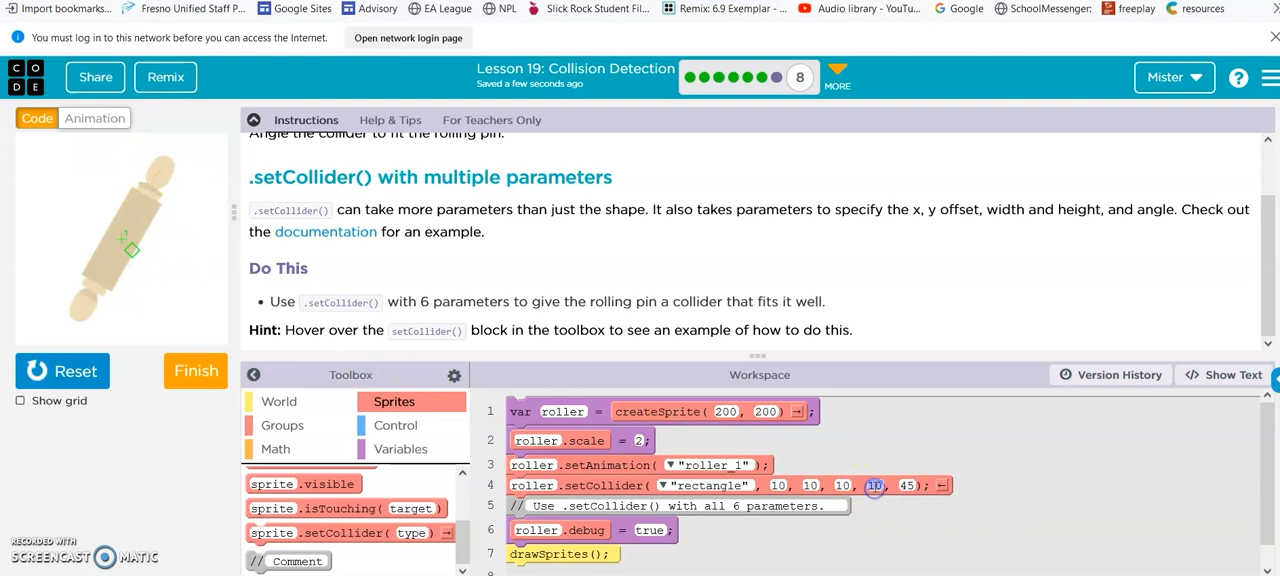 Import bookmarks... Fresno Unified Staff P... Google Sites Advisory EA League NPL Slick Rock Student Fil... Remix: 6.9 Exemplar - ... Audio library - YouTu... Google SchoolMessenger: freeplay resources
You must log in to this network before you can access the Internet. Open network login page
C O D E Share Remix Lesson 19: Collision Detection 8 MORE Mister ?
Saved a few seconds ago
Code Animation Instructions Help & Tips For Teachers Only
Angle the collider to fit the rolling pin.
.setCollider() with multiple parameters
.setCollider() can take more parameters than just the shape. It also takes parameters to specify the x, y offset, width and height, and angle. Check out
the documentation for an example.
Do This
• Use .setCollider() with 6 parameters to give the rolling pin a collider that fits it well.
Hint: Hover over the setCollider() block in the toolbox to see an example of how to do this.
Reset Finish
Show grid
Toolbox Workspace Version History </> Show Text
World Sprites
Groups Control
Math Variables
sprite.visible
sprite.isTouching( target )
sprite.setCollider( type )
// Comment
1 var roller = createSprite( 200, 200 );
2 roller.scale = 2;
3 roller.setAnimation( "roller_1" );
4 roller.setCollider( "rectangle", 10, 10, 10, 10, 45);
5 // Use .setCollider() with all 6 parameters.
6 roller.debug = true;
7 drawSprites();
8
RECORDED WITH
SCREENCAST MATIC